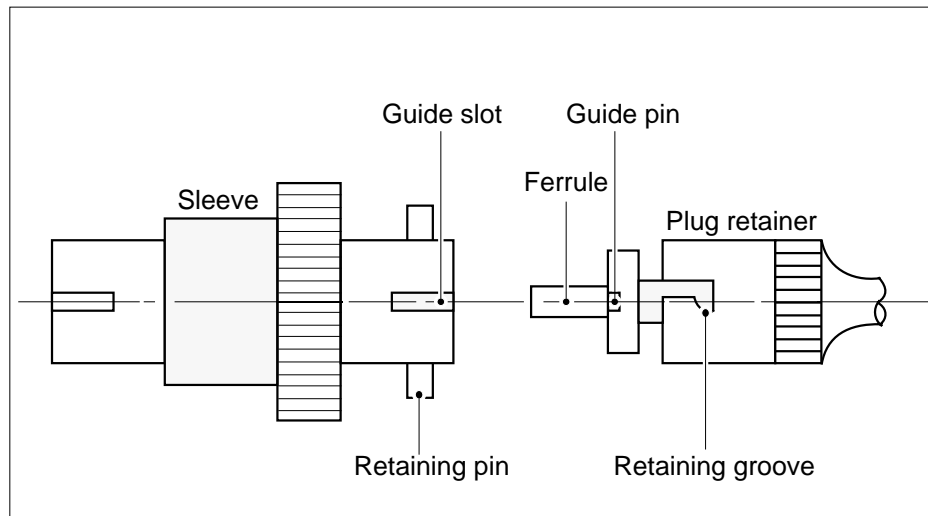 Guide slot
Guide pin
Ferrule
Sleeve
Plug retainer
Retaining pin
Retaining groove